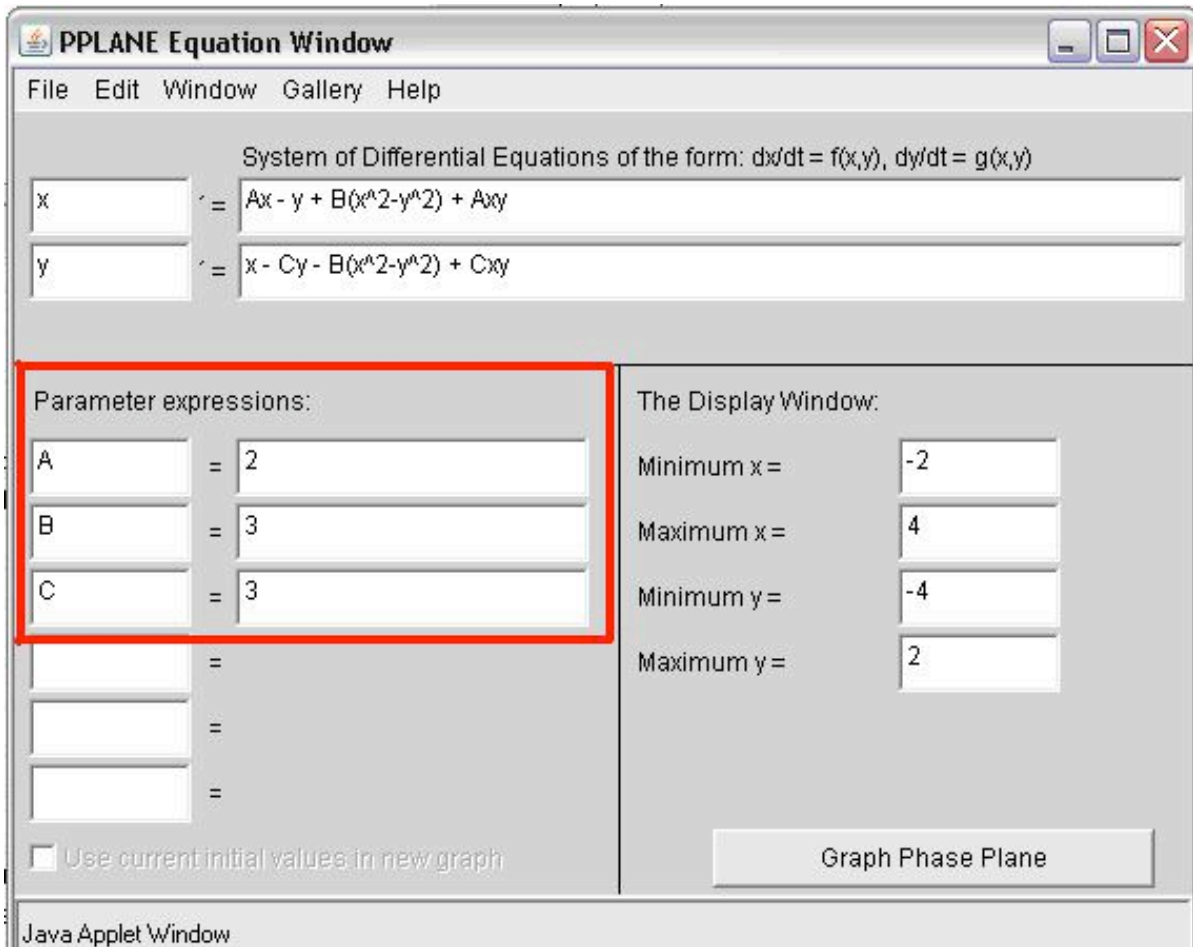 PPLANE Equation Window
File Edit Window Gallery Help
System of Differential Equations of the form: dx/dt = f(x,y), dy/dt = g(x,y)
x ' = Ax - y + B(x^2-y^2) + Axy
y ' = x - Cy - B(x^2-y^2) + Cxy
Parameter expressions:
A = 2
B = 3
C = 3
=
=
=
Use current initial values in new graph
The Display Window:
Minimum x = -2
Maximum x = 4
Minimum y = -4
Maximum y = 2
Graph Phase Plane
Java Applet Window